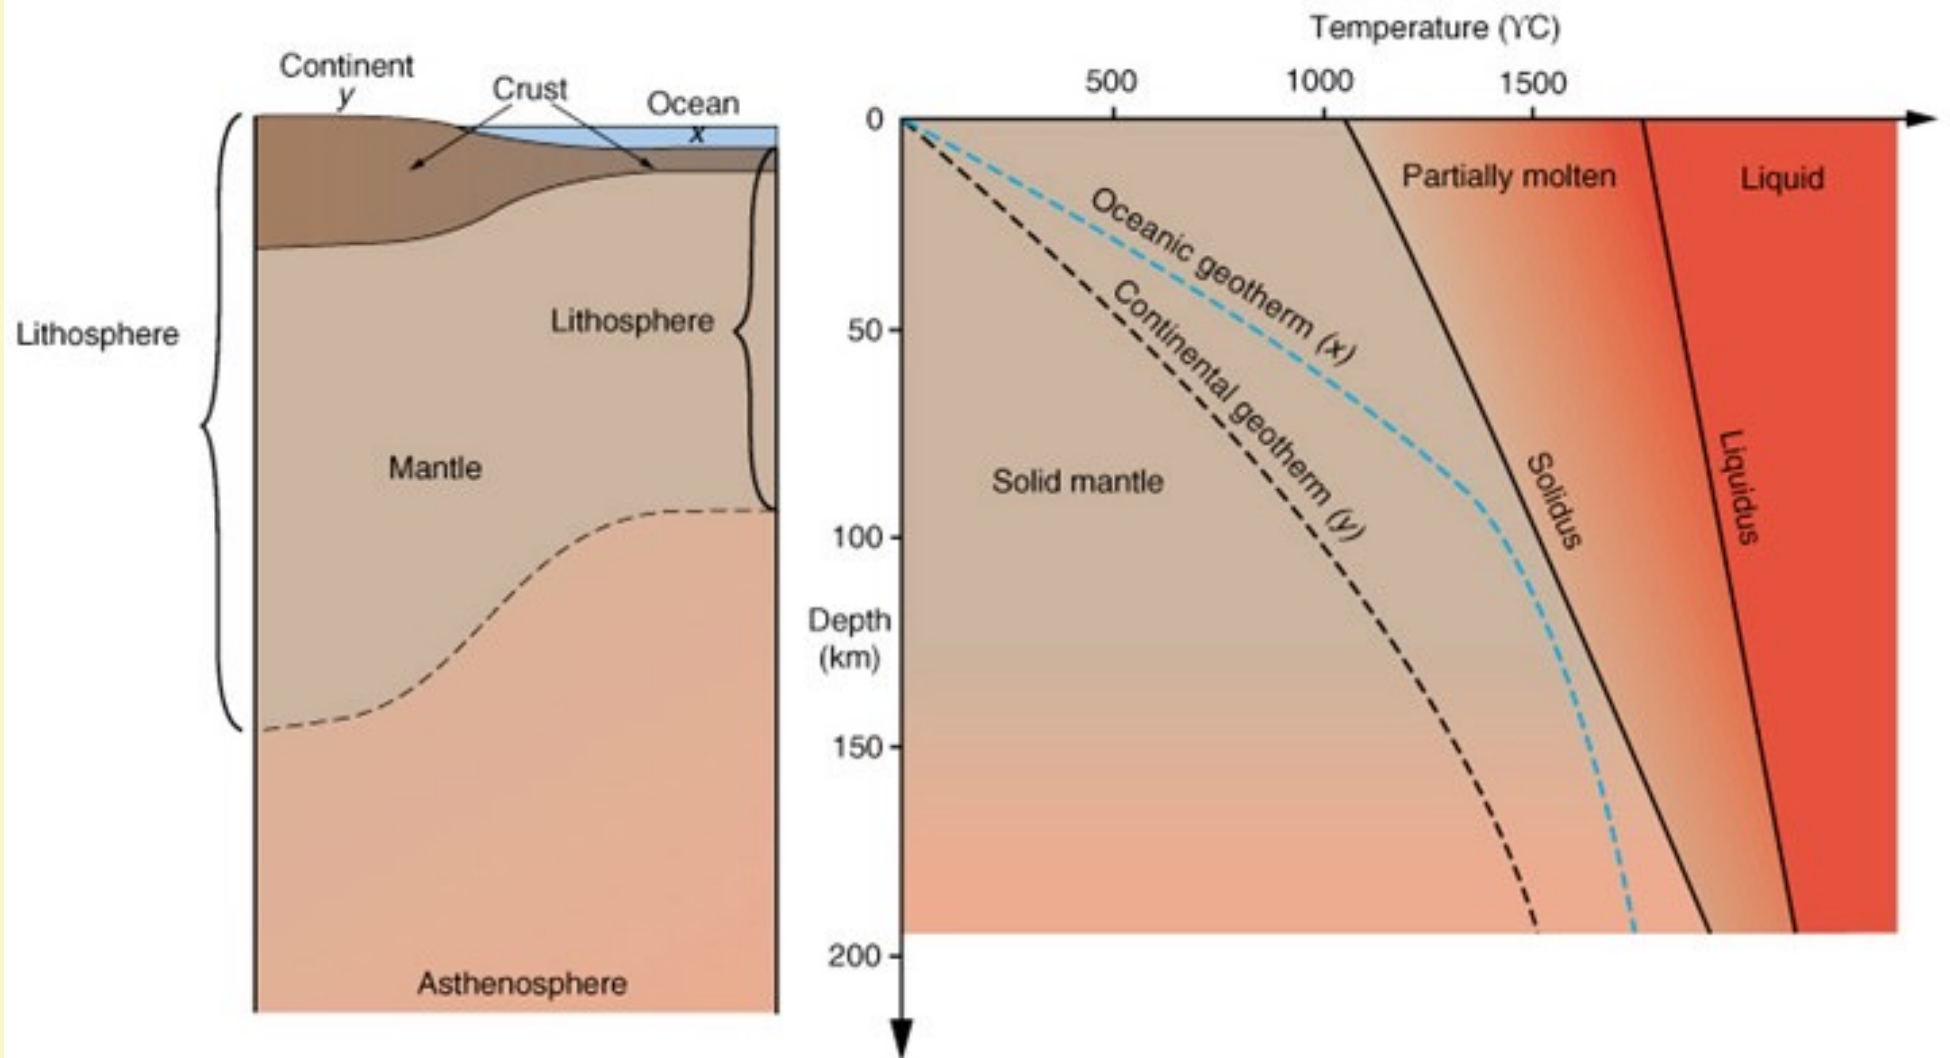 Continent
y
Crust
Ocean
x
Lithosphere
Lithosphere
Mantle
Asthenosphere
Temperature (ϒC)
500
1000
1500
0
50
100
150
200
Depth
(km)
Partially molten
Liquid
Oceanic geotherm (x)
Continental geotherm (y)
Solid mantle
Solidus
Liquidus